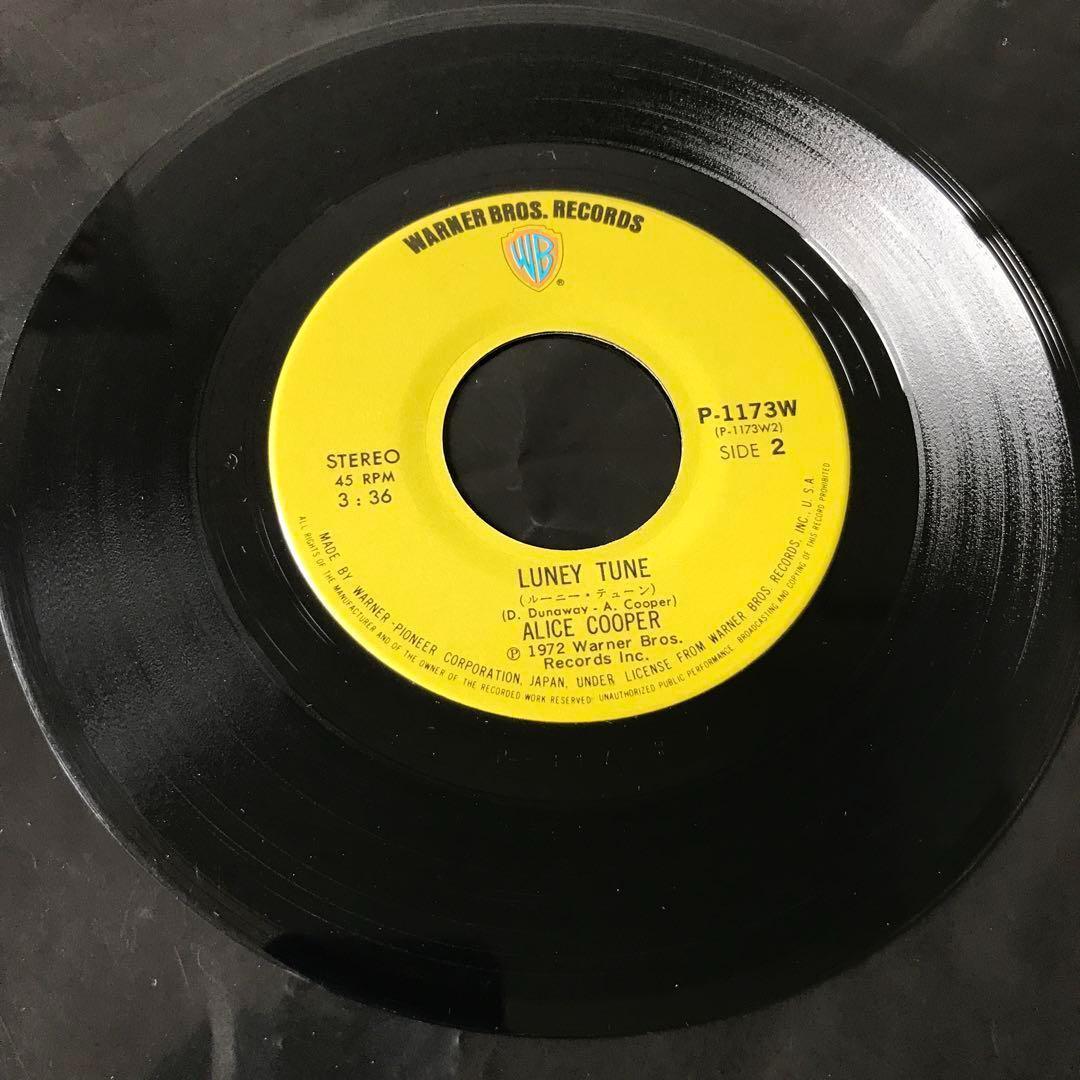 WARNER BROS. RECORDS
WB
®
P-1173W
(P-1173W2)
SIDE 2
STEREO
45 RPM
3 : 36
LUNEY TUNE
(ルーニー・テューン)
(D. Dunaway - A. Cooper)
ALICE COOPER
℗ 1972 Warner Bros.
Records Inc.
MADE BY WARNER-PIONEER CORPORATION, JAPAN, UNDER LICENSE FROM WARNER BROS. RECORDS, INC., U.S.A.
ALL RIGHTS OF THE MANUFACTURER AND OF THE OWNER OF THE RECORDED WORK RESERVED. UNAUTHORIZED PUBLIC PERFORMANCE BROADCASTING AND COPYING OF THIS RECORD PROHIBITED